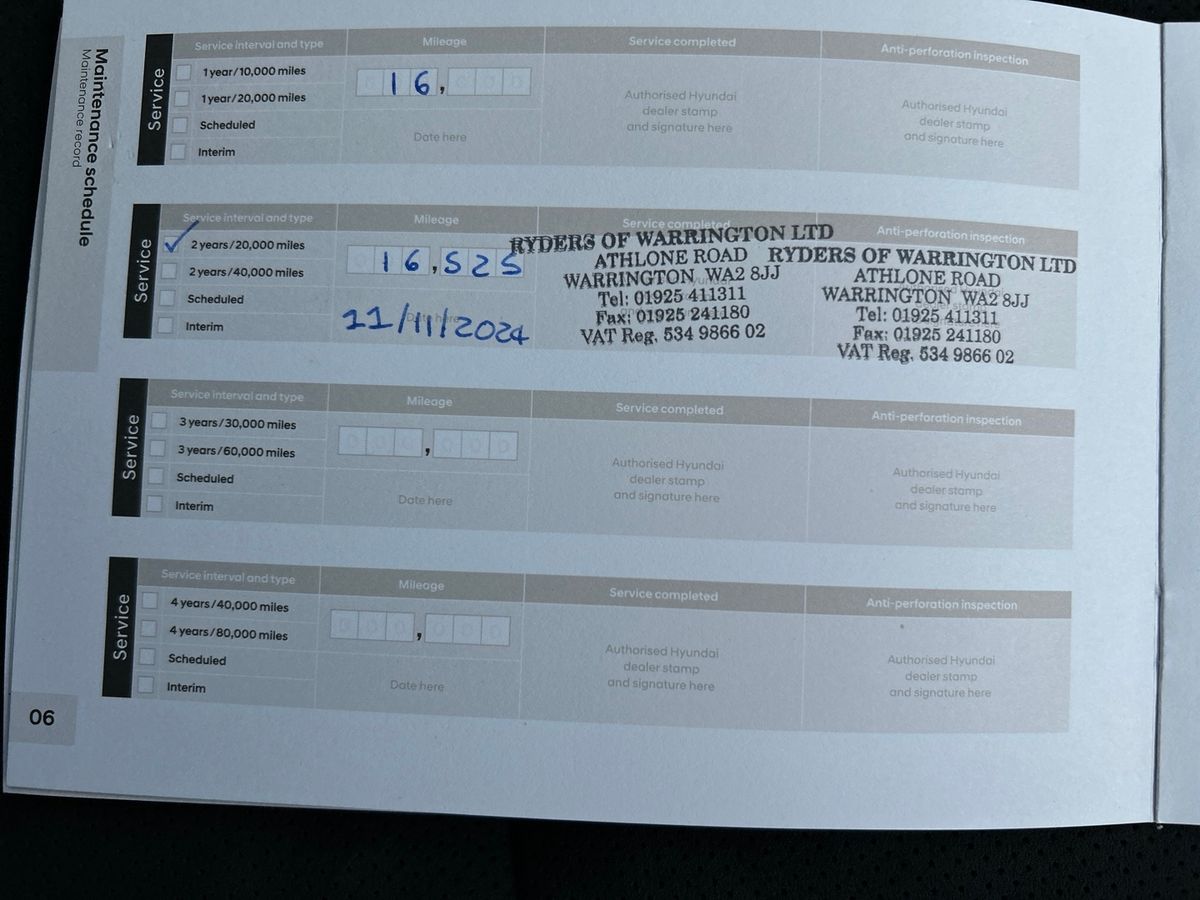 Maintenance schedule
Maintenance record
Service
Service interval and type
Mileage
Service completed
Anti-perforation inspection
1 year/10,000 miles
1 year/20,000 miles
Scheduled
Interim
16,000
Date here
Authorised Hyundai
dealer stamp
and signature here
Authorised Hyundai
dealer stamp
and signature here
Service
Service interval and type
Mileage
Service completed
Anti-perforation inspection
2 years/20,000 miles
2 years/40,000 miles
Scheduled
Interim
16,525
11/11/2024
RYDERS OF WARRINGTON LTD
ATHLONE ROAD
WARRINGTON WA2 8JJ
Tel: 01925 411311
Fax: 01925 241180
VAT Reg. 534 9866 02
RYDERS OF WARRINGTON LTD
ATHLONE ROAD
WARRINGTON WA2 8JJ
Tel: 01925 411311
Fax: 01925 241180
VAT Reg. 534 9866 02
Service
Service interval and type
Mileage
Service completed
Anti-perforation inspection
3 years/30,000 miles
3 years/60,000 miles
Scheduled
Interim
000,000
Date here
Authorised Hyundai
dealer stamp
and signature here
Authorised Hyundai
dealer stamp
and signature here
Service
Service interval and type
Mileage
Service completed
Anti-perforation inspection
4 years/40,000 miles
4 years/80,000 miles
Scheduled
Interim
000,000
Date here
Authorised Hyundai
dealer stamp
and signature here
Authorised Hyundai
dealer stamp
and signature here
06